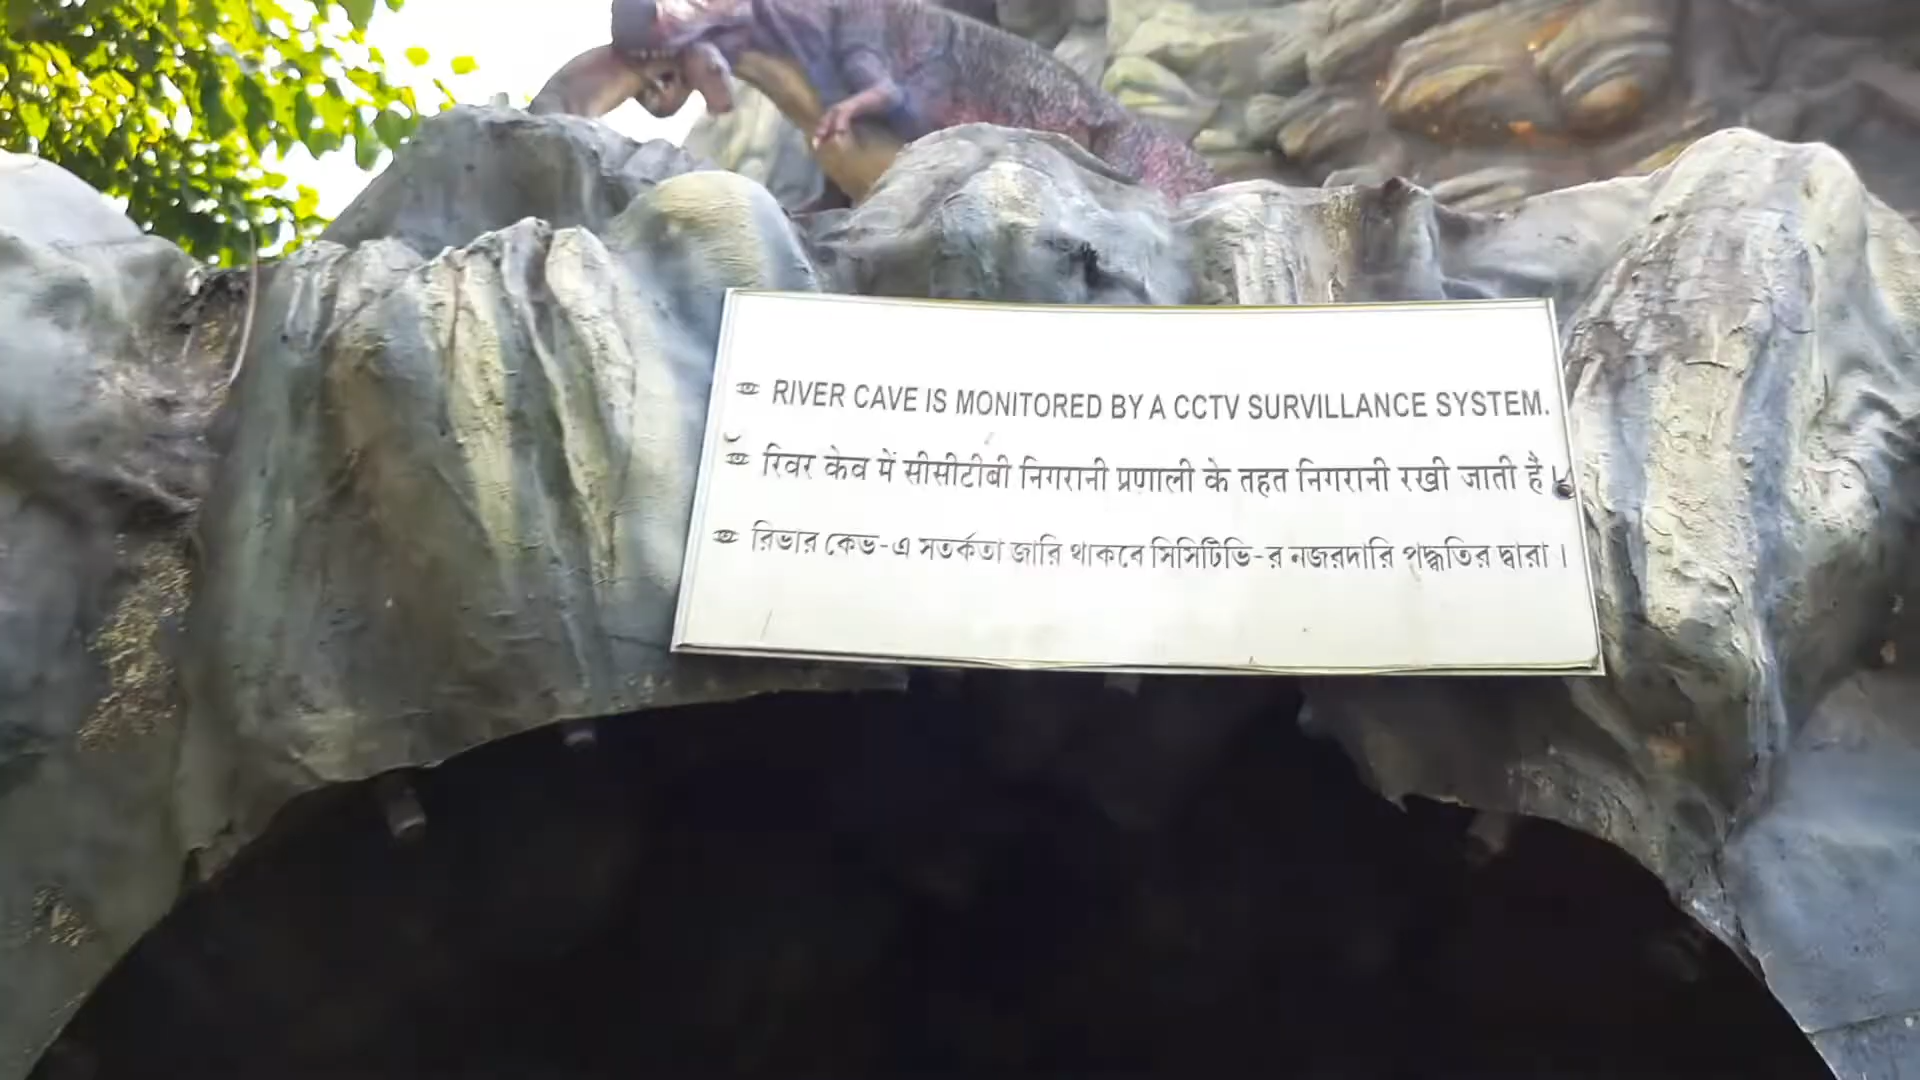 RIVER CAVE IS MONITORED BY A CCTV SURVILLANCE SYSTEM.
रिवर केव में सीसीटीबी निगरानी प्रणाली के तहत निगरानी रखी जाती है।
রিভার কেভ-এ সতর্কতা জারি থাকবে সিসিটিভি-র নজরদারি পদ্ধতির দ্বারা।